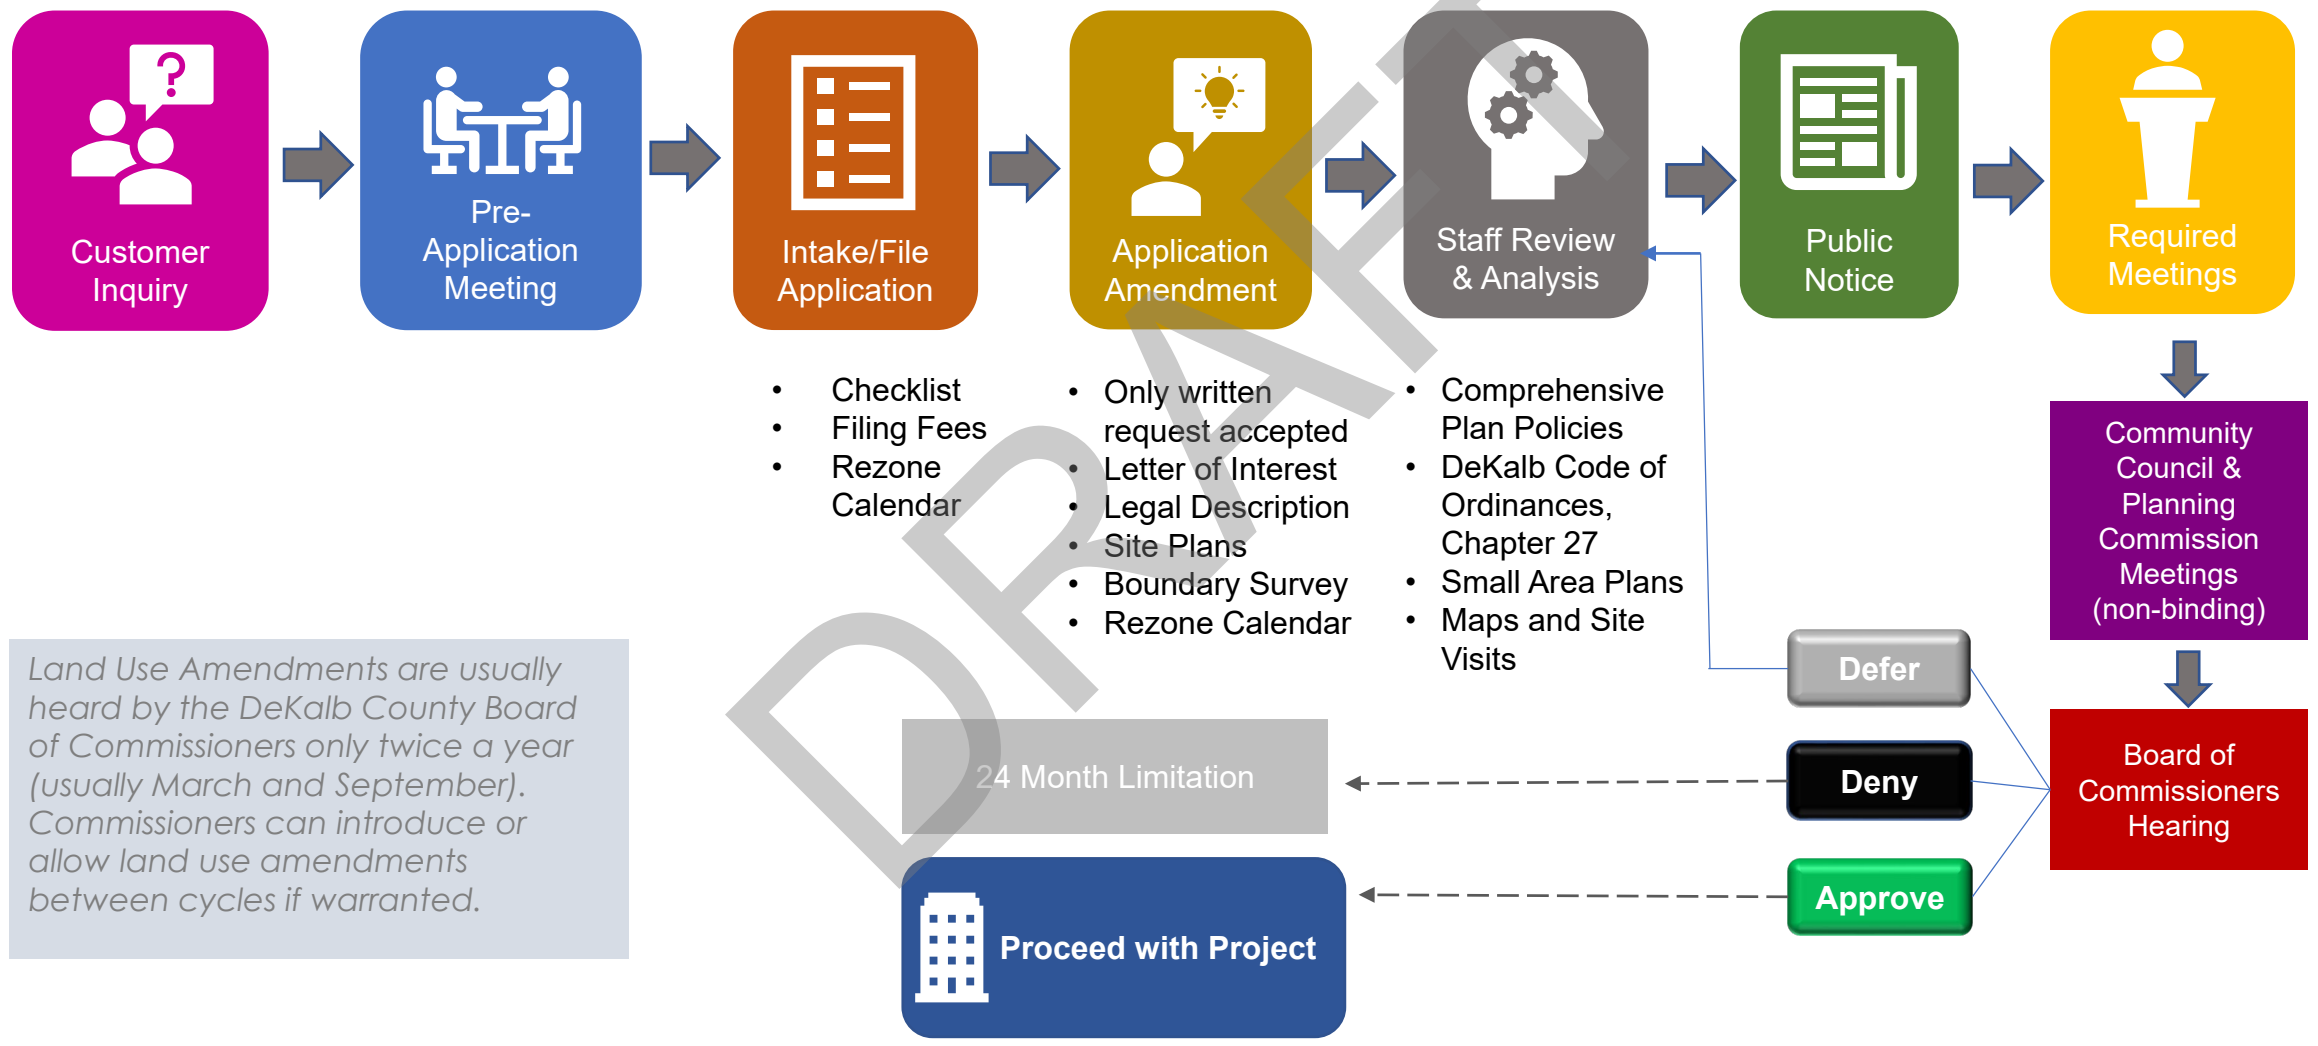 ?
Customer
Inquiry
Pre-
Application
Meeting
Intake/File
Application
Application
Amendment
Staff Review
& Analysis
Public
Notice
Required
Meetings
• Checklist
• Filing Fees
• Rezone
Calendar
• Only written
request accepted
• Letter of Interest
• Legal Description
• Site Plans
• Boundary Survey
• Rezone Calendar
• Comprehensive
Plan Policies
• DeKalb Code of
Ordinances,
Chapter 27
• Small Area Plans
• Maps and Site
Visits
Community
Council &
Planning
Commission
Meetings
(non-binding)
Board of
Commissioners
Hearing
Defer
Deny
Approve
24 Month Limitation
Proceed with Project
Land Use Amendments are usually
heard by the DeKalb County Board
of Commissioners only twice a year
(usually March and September).
Commissioners can introduce or
allow land use amendments
between cycles if warranted.
DRAFT